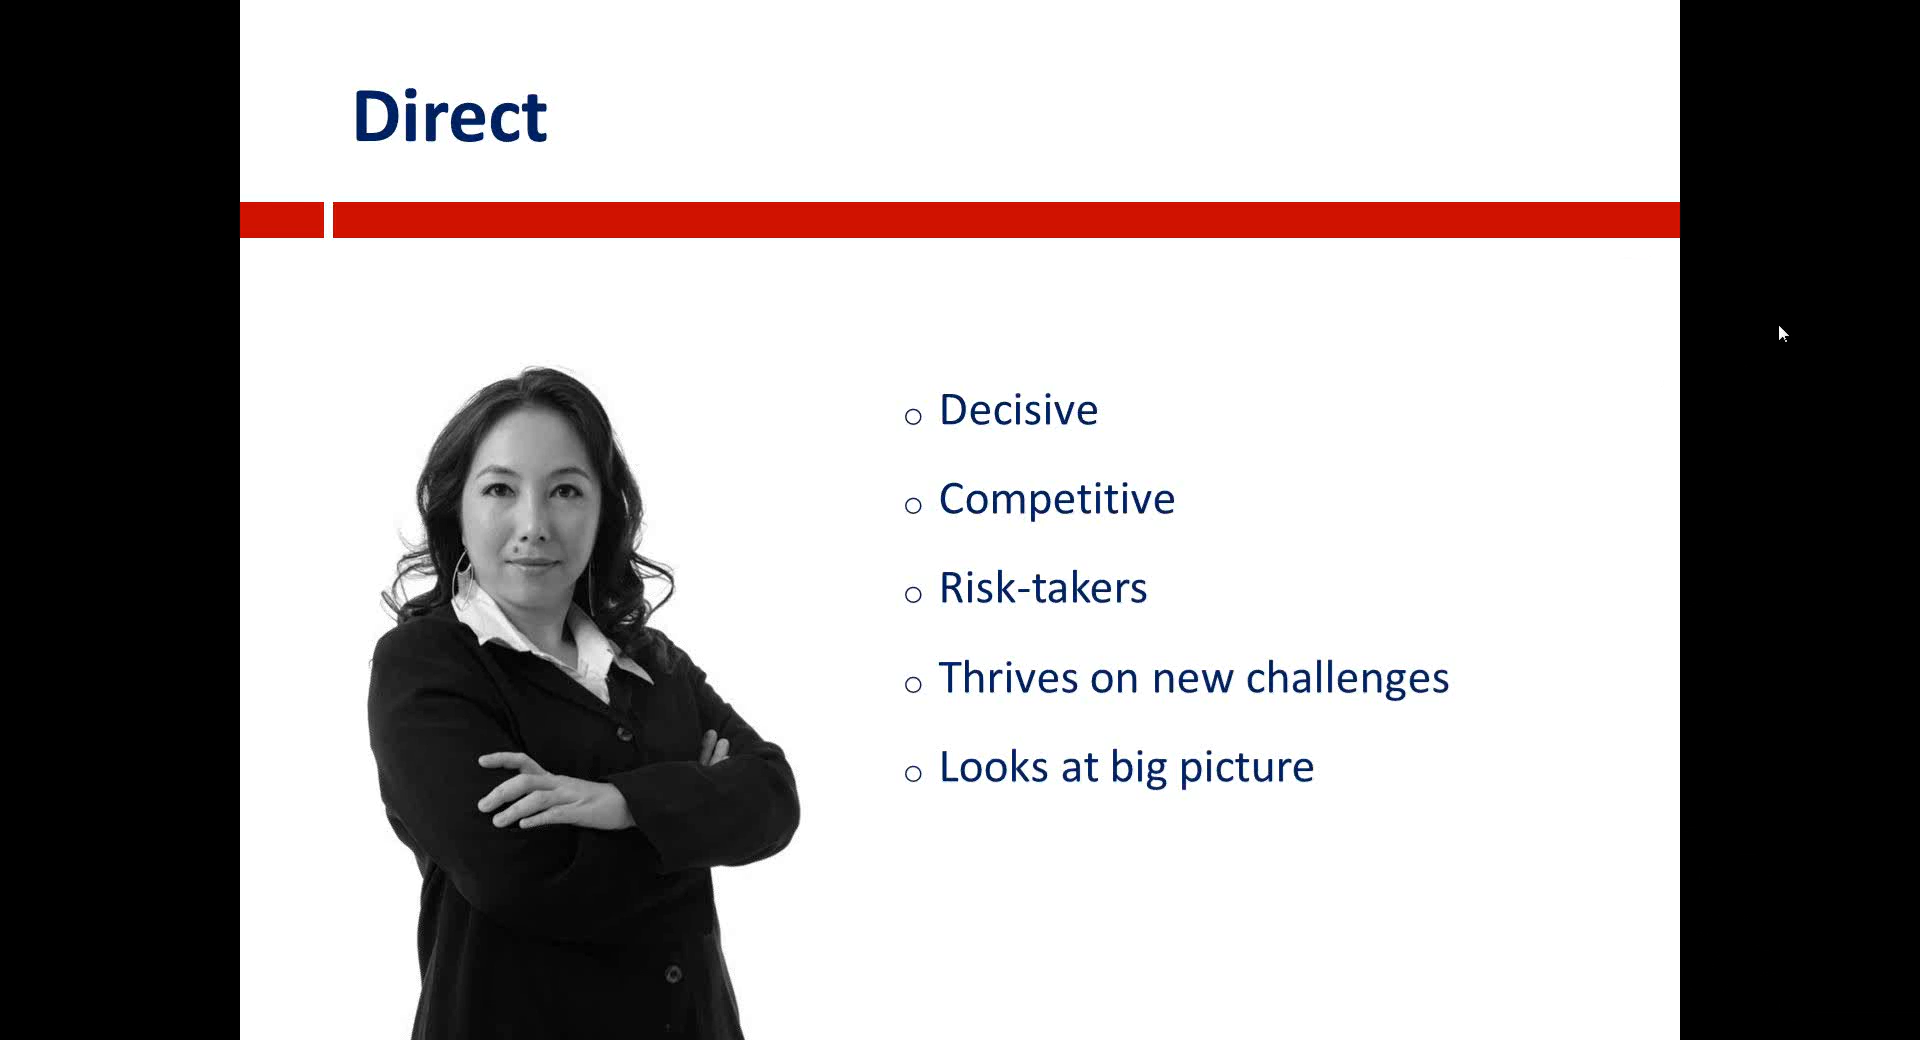 Direct
Decisive
Competitive
Risk-takers
Thrives on new challenges
Looks at big picture